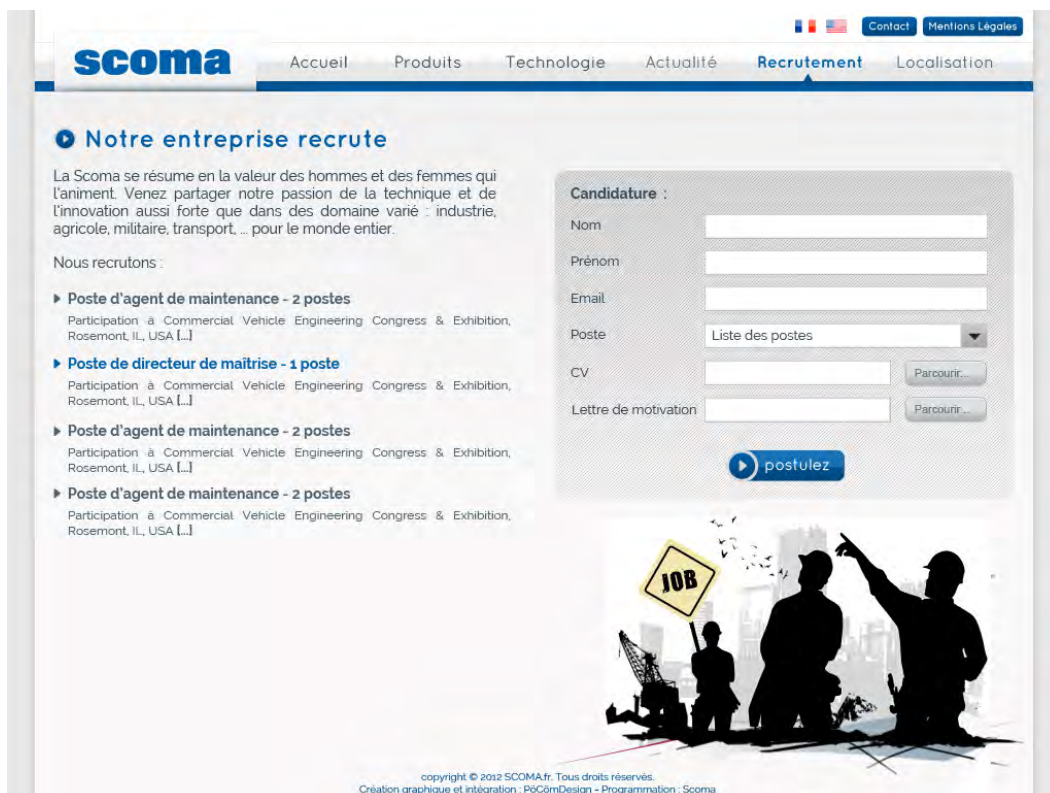 Contact
Mentions Légales
scoma
Accueil
Produits
Technologie
Actualité
Recrutement
Localisation
Notre entreprise recrute
La Scoma se résume en la valeur des hommes et des femmes qui
l'animent. Venez partager notre passion de la technique et de
l'innovation aussi forte que dans des domaine varié : industrie,
agricole, militaire, transport, ... pour le monde entier.
Nous recrutons :
Poste d'agent de maintenance - 2 postes
Participation à Commercial Vehicle Engineering Congress & Exhibition,
Rosemont, IL, USA [...]
Poste de directeur de maîtrise - 1 poste
Participation à Commercial Vehicle Engineering Congress & Exhibition,
Rosemont, IL, USA [...]
Poste d'agent de maintenance - 2 postes
Participation à Commercial Vehicle Engineering Congress & Exhibition,
Rosemont, IL, USA [...]
Poste d'agent de maintenance - 2 postes
Participation à Commercial Vehicle Engineering Congress & Exhibition,
Rosemont, IL, USA [...]
Candidature :
Nom
Prénom
Email
Poste
Liste des postes
CV
Parcourir...
Lettre de motivation
Parcourir...
postulez
JOB
copyright © 2012 SCOMA.fr. Tous droits réservés.
Création graphique et intégration : PéCömDesign - Programmation : Scoma